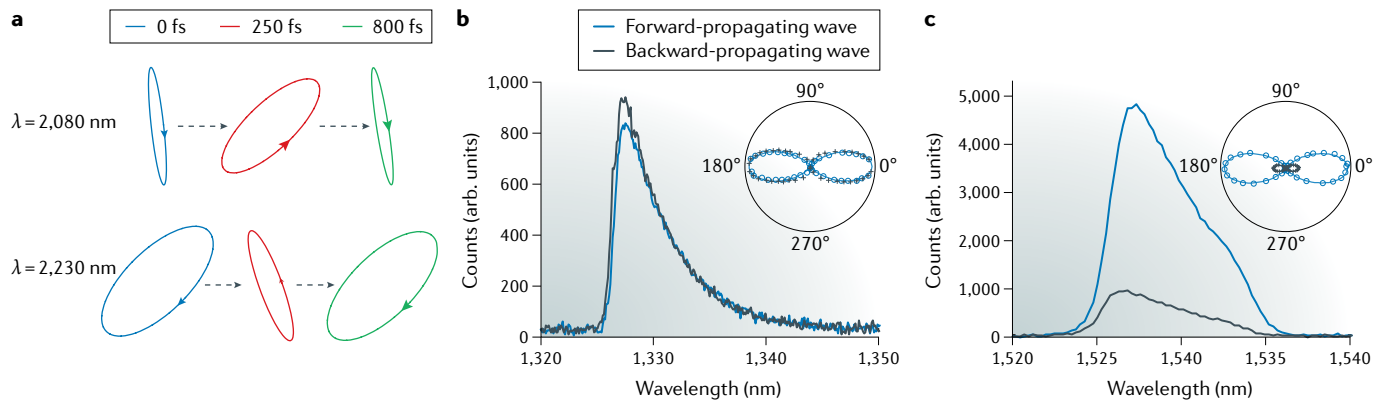 a
0 fs 250 fs 800 fs
λ = 2,080 nm
λ = 2,230 nm
b
Forward-propagating wave
Backward-propagating wave
Counts (arb. units)
1,000
800
600
400
200
0
1,320 1,330 1,340 1,350
Wavelength (nm)
90°
180° 0°
270°
c
Counts (arb. units)
5,000
4,000
3,000
2,000
1,000
0
1,520 1,525 1,540 1,535 1,540
Wavelength (nm)
90°
180° 0°
270°